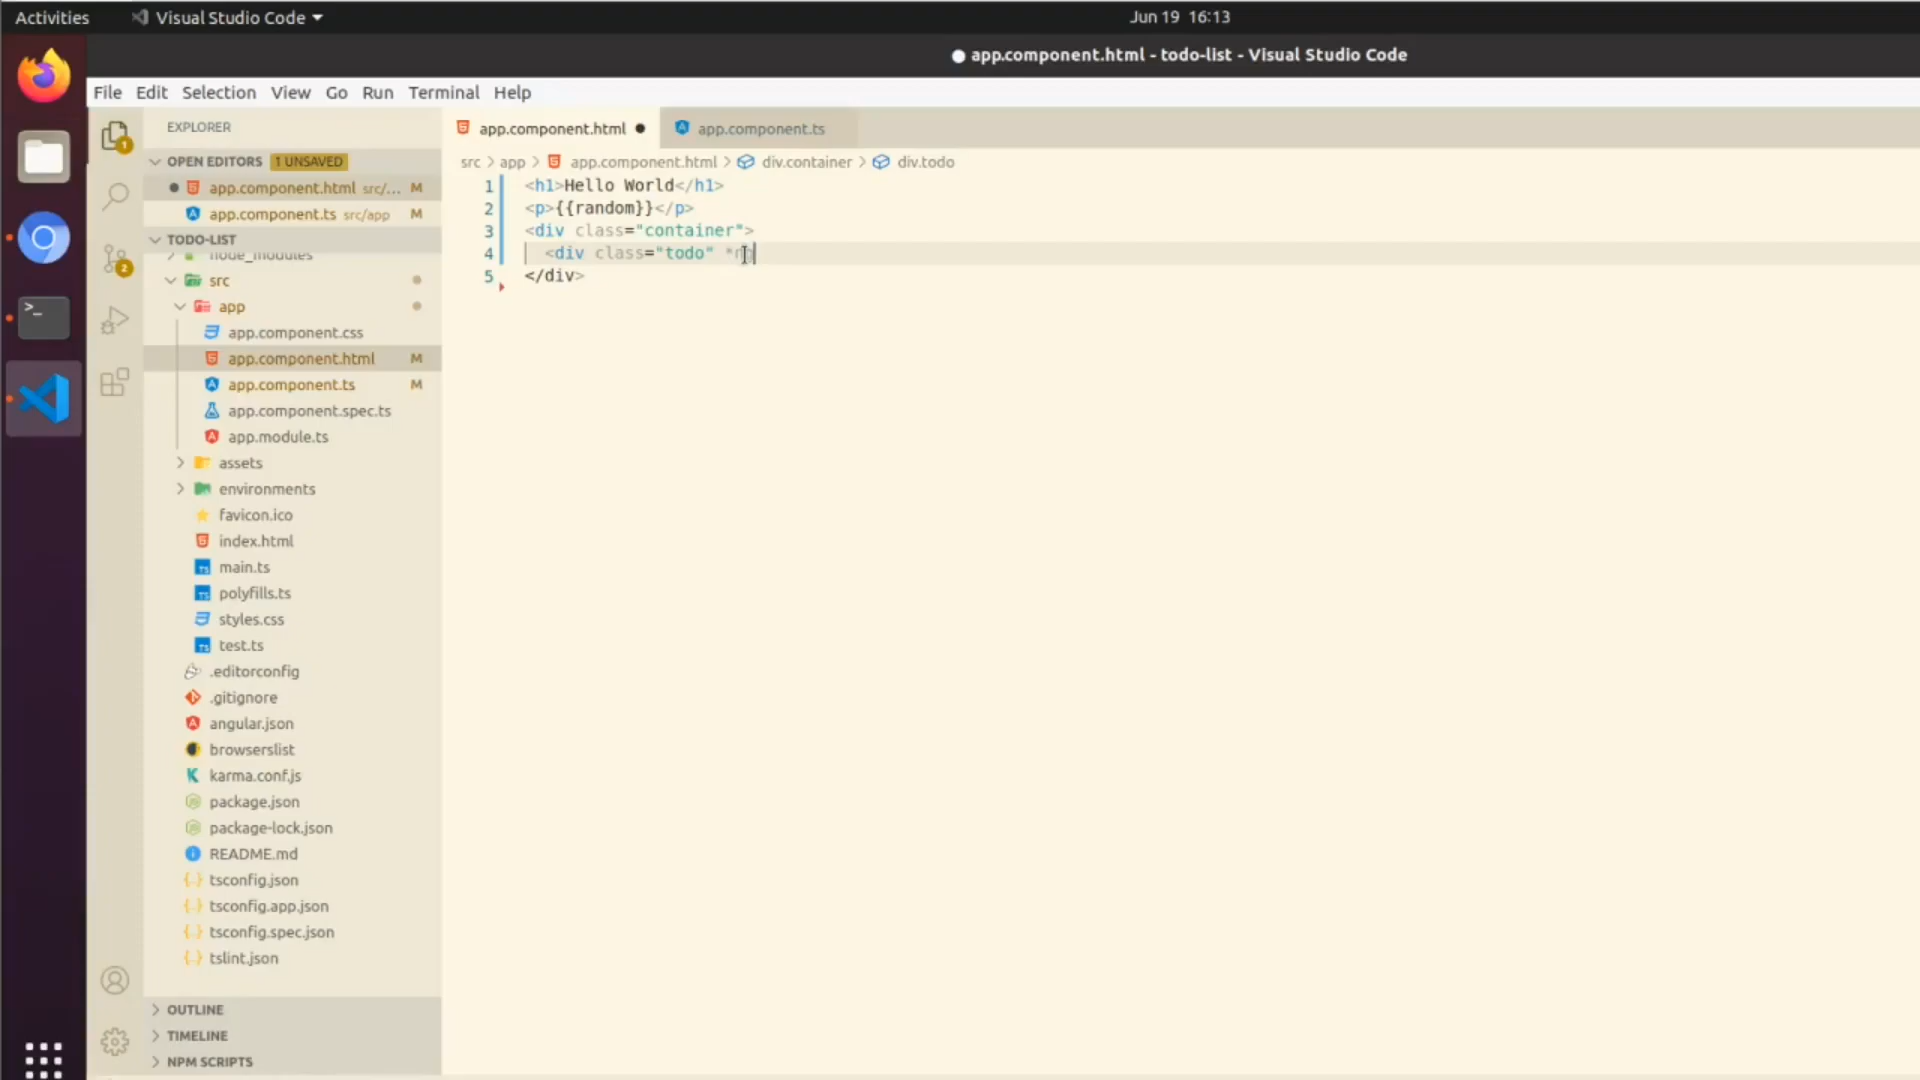 Activities
Visual Studio Code
Jun 19 16:13
app.component.html - todo-list - Visual Studio Code
File Edit Selection View Go Run Terminal Help
EXPLORER
OPEN EDITORS 1 UNSAVED
app.component.html src/... M
app.component.ts src/app M
TODO-LIST
node_modules
src
app
app.component.css
app.component.html M
app.component.ts M
app.component.spec.ts
app.module.ts
assets
environments
favicon.ico
index.html
main.ts
polyfills.ts
styles.css
test.ts
.editorconfig
.gitignore
angular.json
browserslist
karma.conf.js
package.json
package-lock.json
README.md
tsconfig.json
tsconfig.app.json
tsconfig.spec.json
tslint.json
OUTLINE
TIMELINE
NPM SCRIPTS
1
2
app.component.html
app.component.ts
src > app > app.component.html > div.container > div.todo
1 <h1>Hello World</h1>
2 <p>{{random}}</p>
3 <div class="container">
4 <div class="todo"
5 </div>